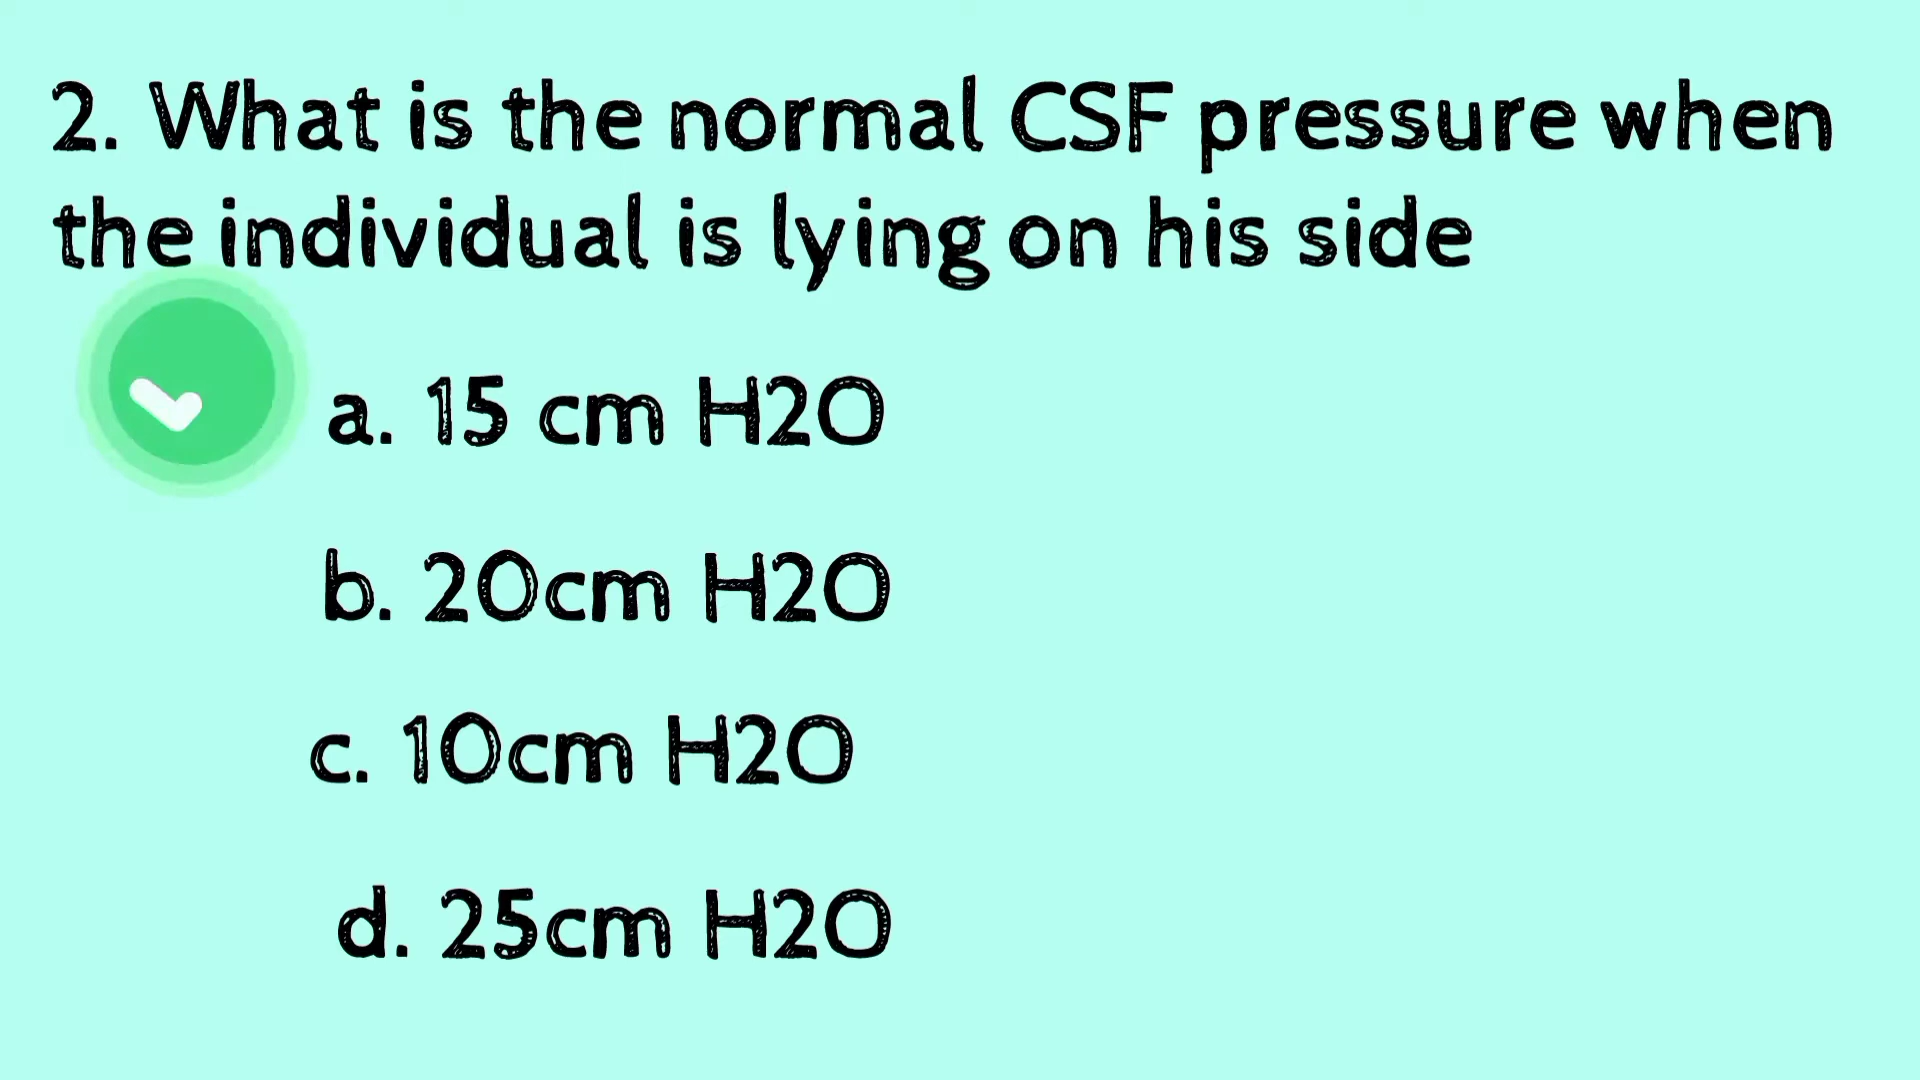 2. What is the normal CSF pressure when
the individual is lying on his side
a. 15 cm H2O
b. 20cm H2O
c. 10cm H2O
d. 25cm H2O